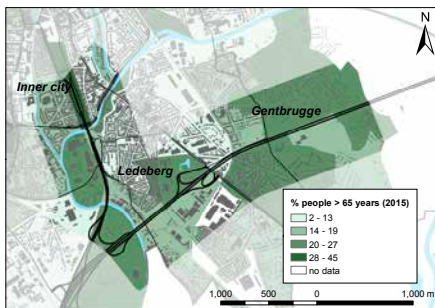 N
Inner city
Gentbrugge
Ledeberg
% people > 65 years (2015)
2 - 13
14 - 19
20 - 27
28 - 45
no data
1,000 500 0 1,000 m